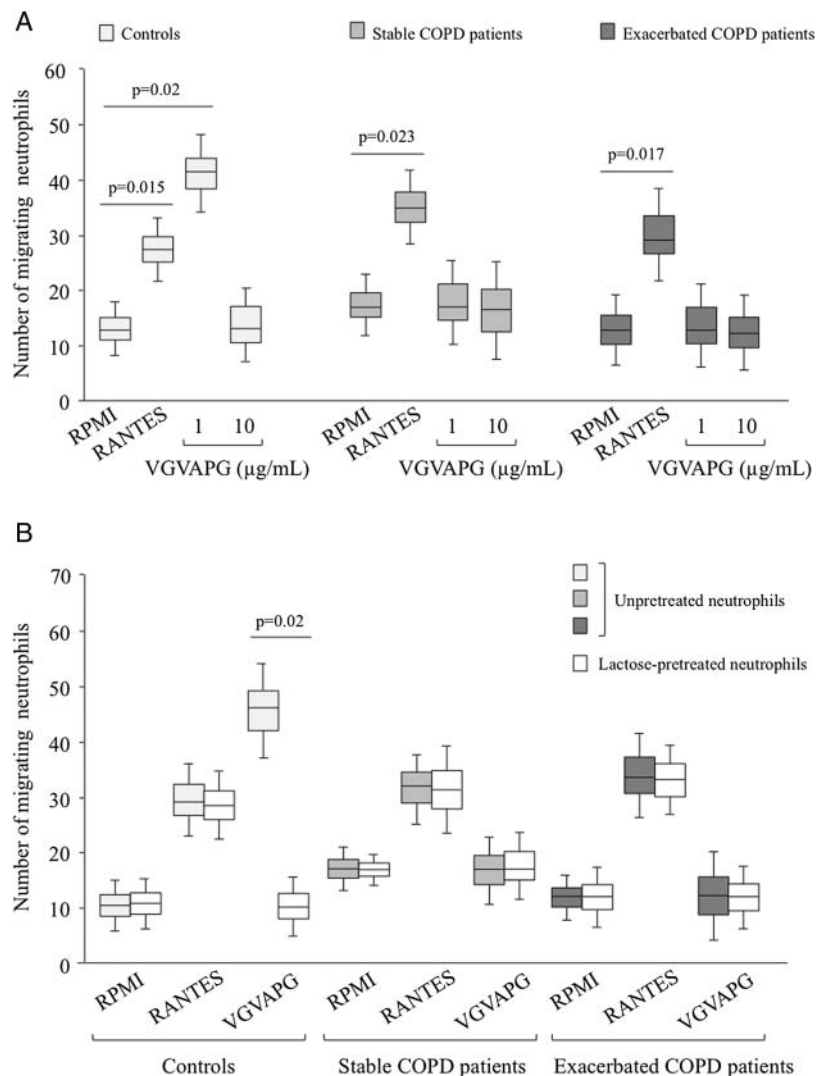 A
Controls
Stable COPD patients
Exacerbated COPD patients
Number of migrating neutrophils
60
50
40
30
20
10
0
p=0.02
p=0.015
p=0.023
p=0.017
RPMI
RANTES
1
10
VGVAPG (µg/mL)
RPMI
RANTES
1
10
VGVAPG (µg/mL)
RPMI
RANTES
1
10
VGVAPG (µg/mL)
B
Number of migrating neutrophils
70
60
50
40
30
20
10
0
p=0.02
Unpretreated neutrophils
Lactose-pretreated neutrophils
RPMI
RANTES
VGVAPG
RPMI
RANTES
VGVAPG
RPMI
RANTES
VGVAPG
Controls
Stable COPD patients
Exacerbated COPD patients